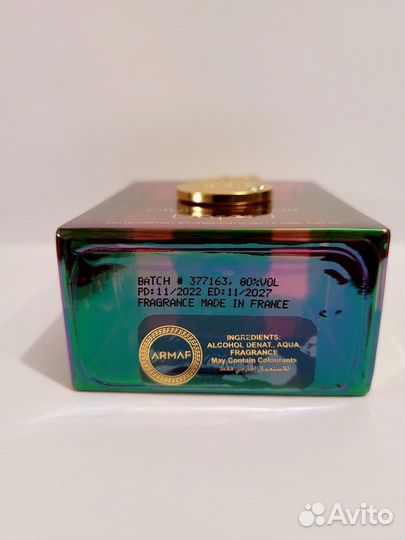 BATCH # 377163, 80%VOL
PD:11/2022 ED:11/2027
FRAGRANCE MADE IN FRANCE
ARMAF
INGREDIENTS:
ALCOHOL DENAT., AQUA,
FRAGRANCE
May Contain Colourants
للاستعمال الخارجي فقط
Avito